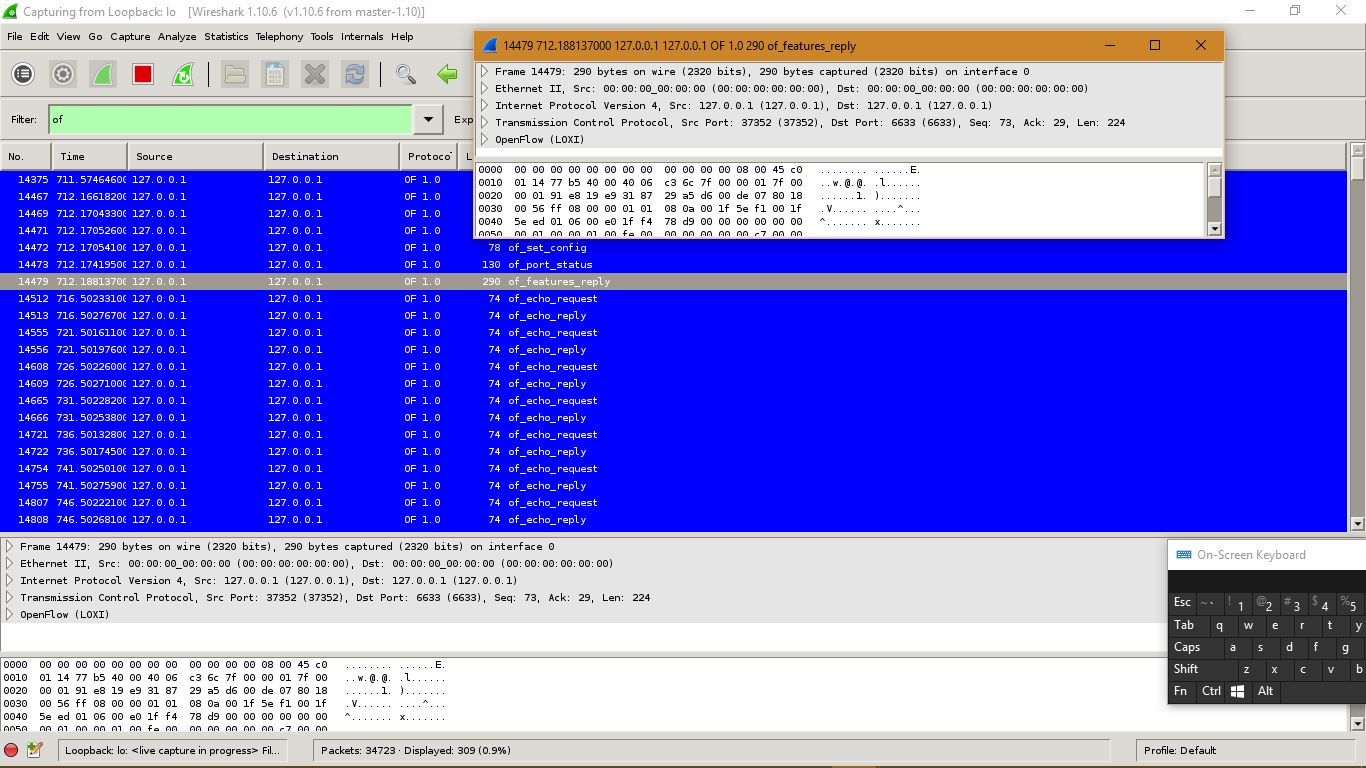 Capturing from Loopback: lo [Wireshark 1.10.6 (v1.10.6 from master-1.10)]
File Edit View Go Capture Analyze Statistics Telephony Tools Internals Help
Filter: of
No. Time Source Destination
14375 711.57464600 127.0.0.1 127.0.0.1 OF 1.0
14467 712.16618200 127.0.0.1 127.0.0.1 OF 1.0
14469 712.17043300 127.0.0.1 127.0.0.1 OF 1.0
14471 712.17052600 127.0.0.1 127.0.0.1 OF 1.0
14472 712.17054100 127.0.0.1 127.0.0.1 OF 1.0 78 of_set_config
14473 712.17419500 127.0.0.1 127.0.0.1 OF 1.0 130 of_port_status
14479 712.18813700 127.0.0.1 127.0.0.1 OF 1.0 290 of_features_reply
14512 716.50233100 127.0.0.1 127.0.0.1 OF 1.0 74 of_echo_request
14513 716.50276700 127.0.0.1 127.0.0.1 OF 1.0 74 of_echo_reply
14555 721.50161100 127.0.0.1 127.0.0.1 OF 1.0 74 of_echo_request
14556 721.50197600 127.0.0.1 127.0.0.1 OF 1.0 74 of_echo_reply
14608 726.50226000 127.0.0.1 127.0.0.1 OF 1.0 74 of_echo_request
14609 726.50271000 127.0.0.1 127.0.0.1 OF 1.0 74 of_echo_reply
14665 731.50228200 127.0.0.1 127.0.0.1 OF 1.0 74 of_echo_request
14666 731.50253800 127.0.0.1 127.0.0.1 OF 1.0 74 of_echo_reply
14721 736.50132800 127.0.0.1 127.0.0.1 OF 1.0 74 of_echo_request
14722 736.50174500 127.0.0.1 127.0.0.1 OF 1.0 74 of_echo_reply
14754 741.50250100 127.0.0.1 127.0.0.1 OF 1.0 74 of_echo_request
14755 741.50275900 127.0.0.1 127.0.0.1 OF 1.0 74 of_echo_reply
14807 746.50222100 127.0.0.1 127.0.0.1 OF 1.0 74 of_echo_request
14808 746.50268100 127.0.0.1 127.0.0.1 OF 1.0 74 of_echo_reply
14479 712.188137000 127.0.0.1 127.0.0.1 OF 1.0 290 of_features_reply
Frame 14479: 290 bytes on wire (2320 bits), 290 bytes captured (2320 bits) on interface 0
Ethernet II, Src: 00:00:00_00:00:00 (00:00:00:00:00:00), Dst: 00:00:00_00:00:00 (00:00:00:00:00:00)
Internet Protocol Version 4, Src: 127.0.0.1 (127.0.0.1), Dst: 127.0.0.1 (127.0.0.1)
Transmission Control Protocol, Src Port: 37352 (37352), Dst Port: 6633 (6633), Seq: 73, Ack: 29, Len: 224
OpenFlow (LOXI)
0000 00 00 00 00 00 00 00 00 00 00 00 00 08 00 45 c0 ........ ......E.
0010 01 14 77 b5 40 00 40 06 c3 6c 7f 00 00 01 7f 00 ..w.@.@. .l......
0020 00 01 91 e8 19 e9 31 87 29 a5 d6 00 de 07 80 18 ......1. ).......
0030 00 56 ff 08 00 00 01 01 08 0a 00 1f 5e f1 00 1f .V...... ....^...
0040 5e ed 01 06 00 e0 1f f4 78 d9 00 00 00 00 00 00 ^....... x.......
0050 00 01 00 00 01 00 fe 00 00 00 00 00 00 c7 00 00
Frame 14479: 290 bytes on wire (2320 bits), 290 bytes captured (2320 bits) on interface 0
Ethernet II, Src: 00:00:00_00:00:00 (00:00:00:00:00:00), Dst: 00:00:00_00:00:00 (00:00:00:00:00:00)
Internet Protocol Version 4, Src: 127.0.0.1 (127.0.0.1), Dst: 127.0.0.1 (127.0.0.1)
Transmission Control Protocol, Src Port: 37352 (37352), Dst Port: 6633 (6633), Seq: 73, Ack: 29, Len: 224
OpenFlow (LOXI)
0000 00 00 00 00 00 00 00 00 00 00 00 00 08 00 45 c0 ........ ......E.
0010 01 14 77 b5 40 00 40 06 c3 6c 7f 00 00 01 7f 00 ..w.@.@. .l......
0020 00 01 91 e8 19 e9 31 87 29 a5 d6 00 de 07 80 18 ......1. ).......
0030 00 56 ff 08 00 00 01 01 08 0a 00 1f 5e f1 00 1f .V...... ....^...
0040 5e ed 01 06 00 e0 1f f4 78 d9 00 00 00 00 00 00 ^....... x.......
On-Screen Keyboard
Esc ~ ` ! 1 @ 2 # 3 $ 4 % 5
Tab q w e r t y
Caps a s d f g
Shift z x c v b
Fn Ctrl Alt
Loopback: lo: <live capture in progress> Fil... Packets: 34723 · Displayed: 309 (0.9%) Profile: Default